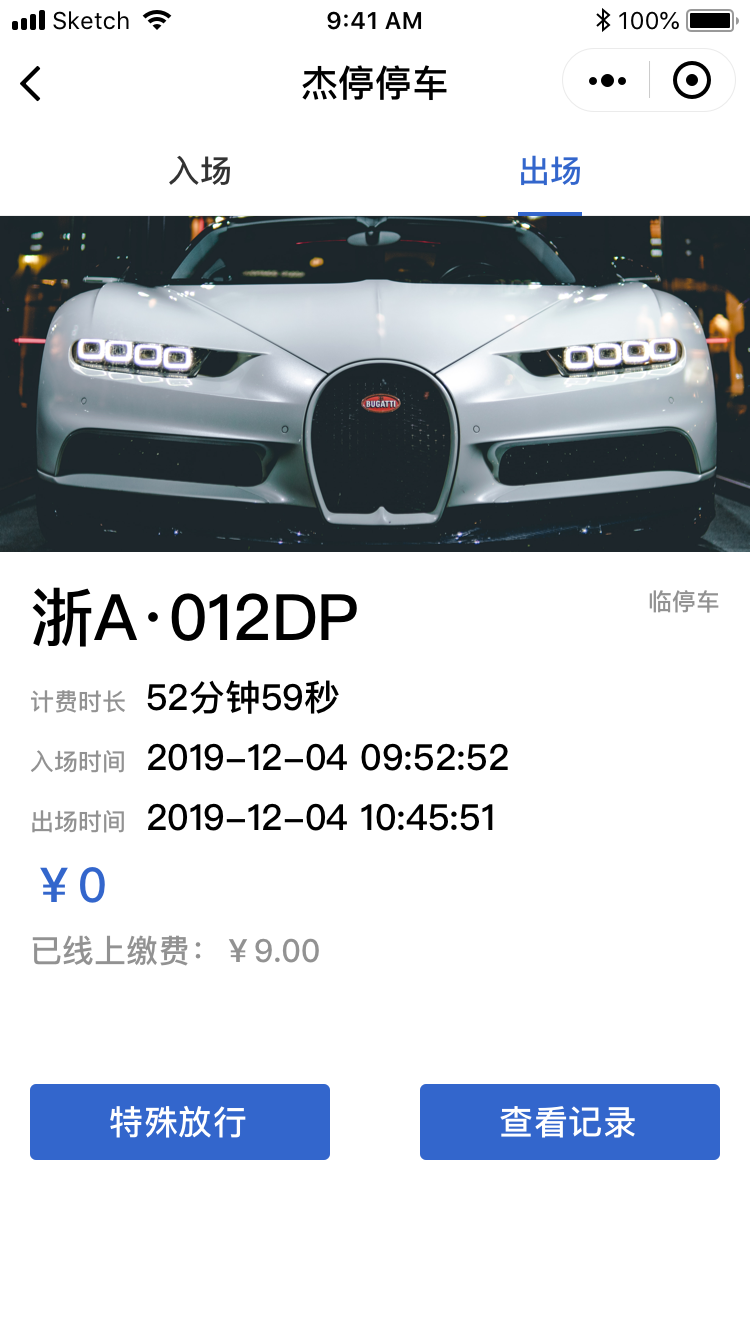 Sketch 9:41 AM 100%
杰停停车
入场 出场
BUGATTI
浙A·012DP 临停车
计费时长 52分钟59秒
入场时间 2019-12-04 09:52:52
出场时间 2019-12-04 10:45:51
¥0
已线上缴费： ¥9.00
特殊放行 查看记录